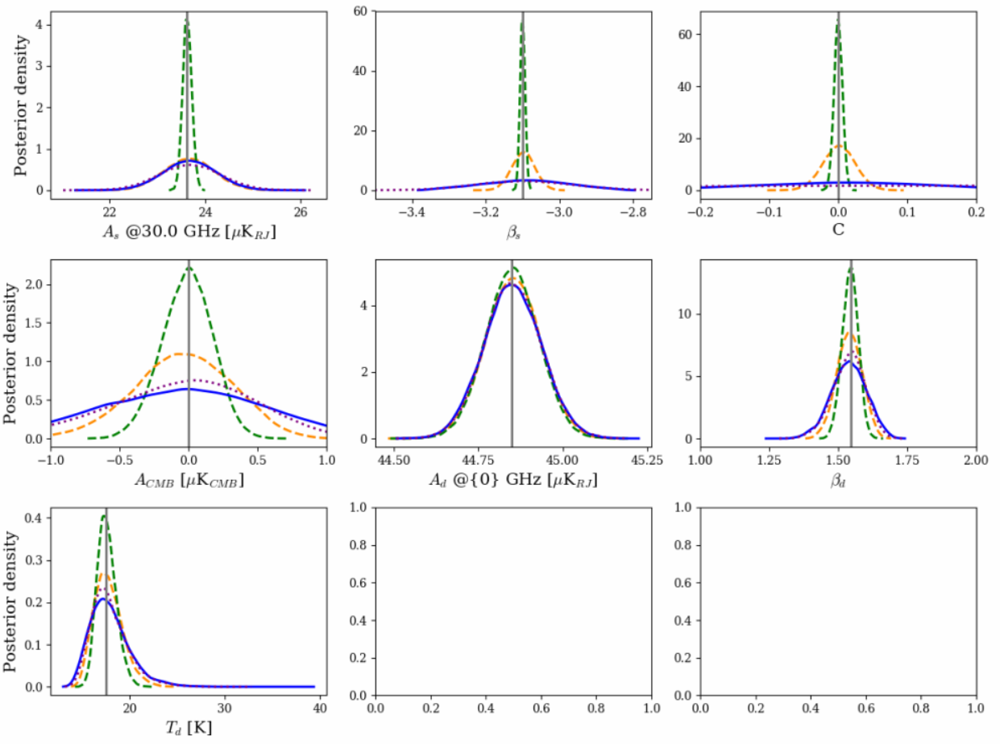 4
3
2
1
0
Posterior density
22 24 26
A_s @30.0 GHz [μK_RJ]
60
40
20
0
−3.4 −3.2 −3.0 −2.8
β_s
60
40
20
0
−0.2 −0.1 0.0 0.1 0.2
C
2.0
1.5
1.0
0.5
0.0
Posterior density
−1.0 −0.5 0.0 0.5 1.0
A_CMB [μK_CMB]
4
2
0
44.50 44.75 45.00 45.25
A_d @{0} GHz [μK_RJ]
10
5
0
1.00 1.25 1.50 1.75 2.00
β_d
0.4
0.3
0.2
0.1
0.0
Posterior density
20 30 40
T_d [K]
1.0
0.8
0.6
0.4
0.2
0.0
0.0 0.2 0.4 0.6 0.8 1.0
1.0
0.8
0.6
0.4
0.2
0.0
0.0 0.2 0.4 0.6 0.8 1.0